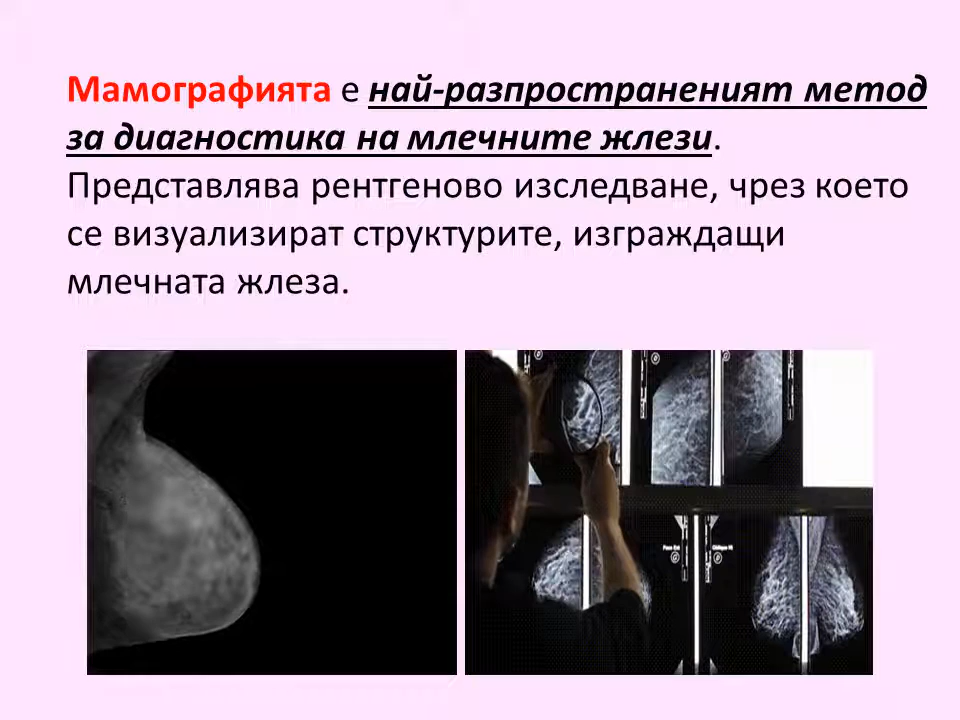 Мамографията е най-разпространеният метод
за диагностика на млечните жлези.
Представлява рентгеново изследване, чрез което
се визуализират структурите, изграждащи
млечната жлеза.